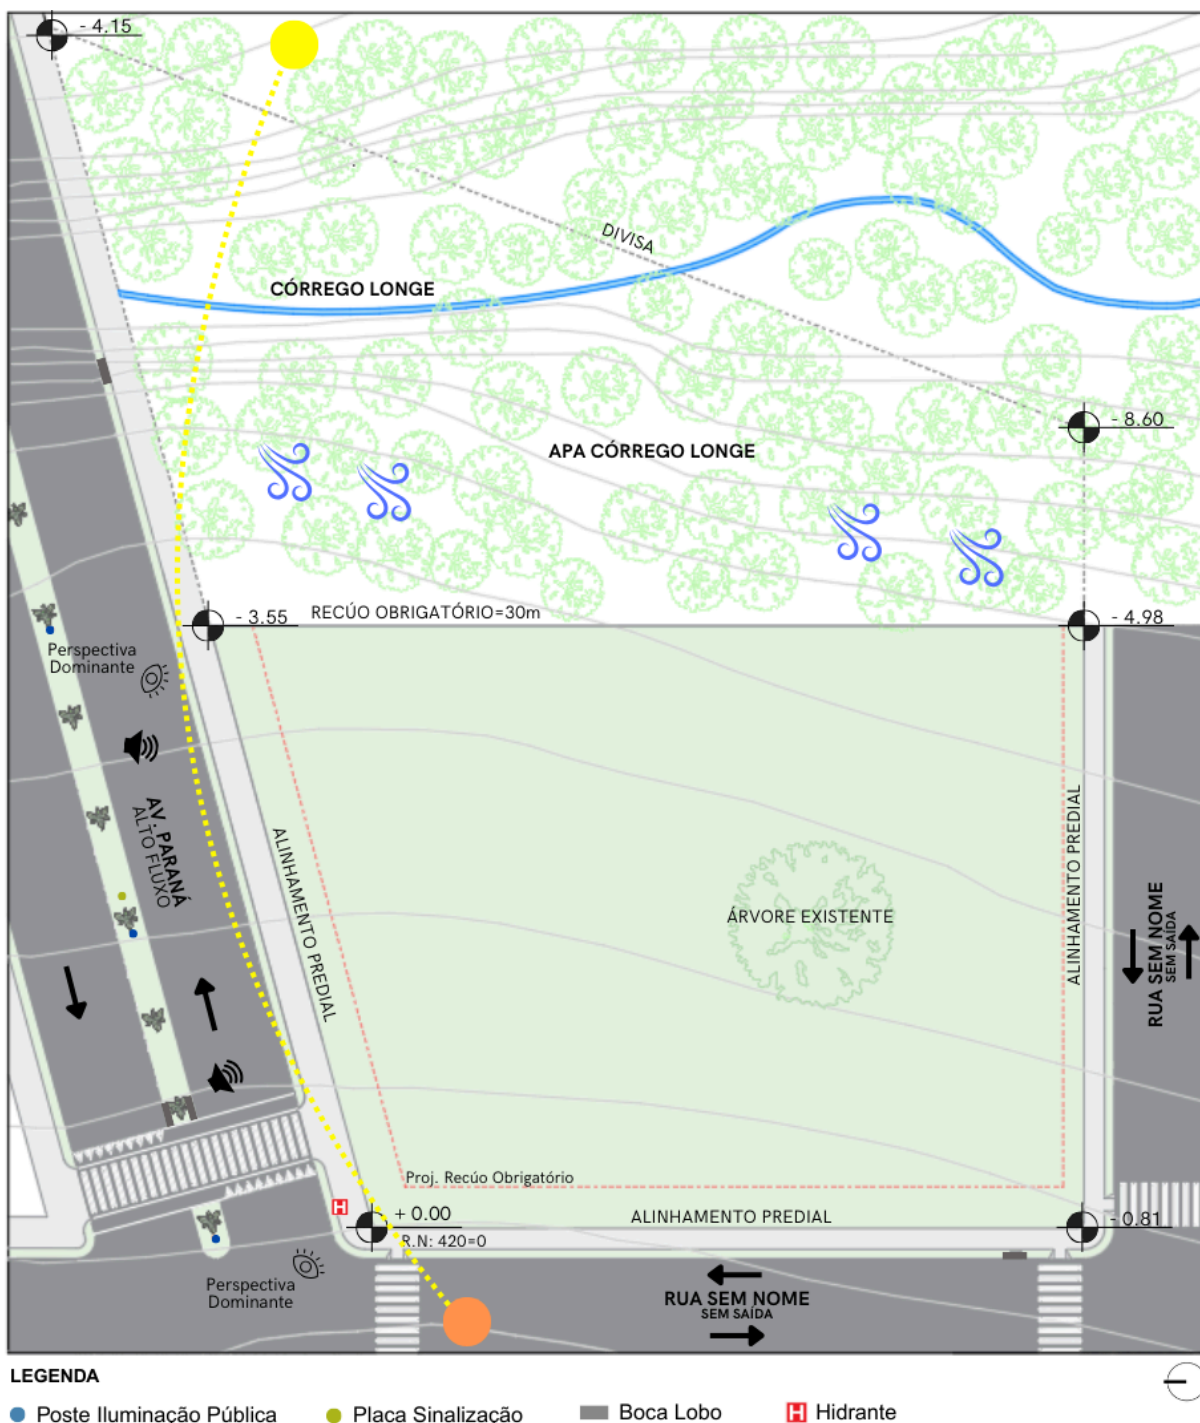 - 4.15
DIVISA
CÓRREGO LONGE
- 8.60
APA CÓRREGO LONGE
- 3.55
RECÚO OBRIGATÓRIO=30m
- 4.98
Perspectiva
Dominante
AV. PARANÁ
ALTO FLUXO
ALINHAMENTO PREDIAL
ALINHAMENTO PREDIAL
ÁRVORE EXISTENTE
RUA SEM NOME
SEM SAÍDA
Proj. Recúo Obrigatório
H
+ 0.00
R.N: 420=0
ALINHAMENTO PREDIAL
- 0.81
Perspectiva
Dominante
RUA SEM NOME
SEM SAÍDA
LEGENDA
Poste Iluminação Pública
Placa Sinalização
Boca Lobo
H Hidrante